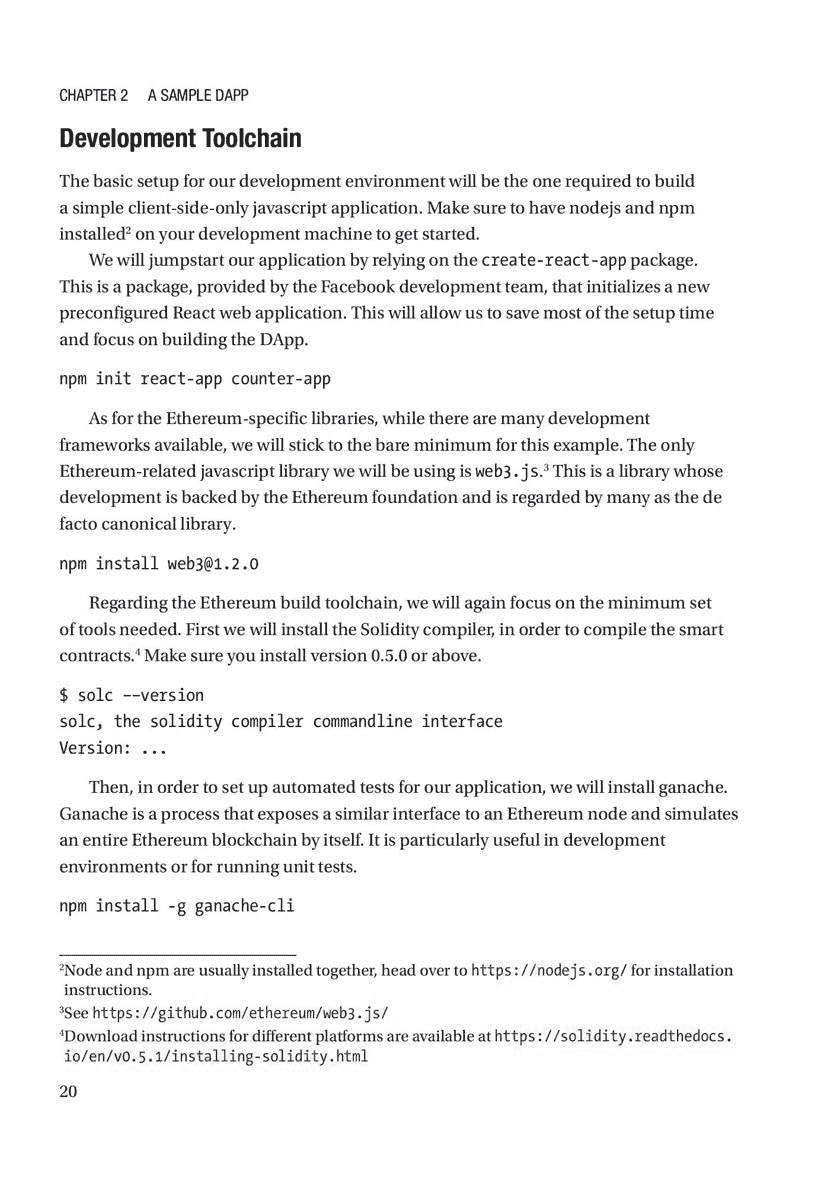 CHAPTER 2 A SAMPLE DAPP
Development Toolchain
The basic setup for our development environment will be the one required to build
a simple client-side-only javascript application. Make sure to have nodejs and npm
installed² on your development machine to get started.
We will jumpstart our application by relying on the create-react-app package.
This is a package, provided by the Facebook development team, that initializes a new
preconfigured React web application. This will allow us to save most of the setup time
and focus on building the DApp.
npm init react-app counter-app
As for the Ethereum-specific libraries, while there are many development
frameworks available, we will stick to the bare minimum for this example. The only
Ethereum-related javascript library we will be using is web3.js.³ This is a library whose
development is backed by the Ethereum foundation and is regarded by many as the de
facto canonical library.
npm install web3@1.2.0
Regarding the Ethereum build toolchain, we will again focus on the minimum set
of tools needed. First we will install the Solidity compiler, in order to compile the smart
contracts.⁴ Make sure you install version 0.5.0 or above.
$ solc --version
solc, the solidity compiler commandline interface
Version: ...
Then, in order to set up automated tests for our application, we will install ganache.
Ganache is a process that exposes a similar interface to an Ethereum node and simulates
an entire Ethereum blockchain by itself. It is particularly useful in development
environments or for running unit tests.
npm install -g ganache-cli
²Node and npm are usually installed together, head over to https://nodejs.org/ for installation
instructions.
³See https://github.com/ethereum/web3.js/
⁴Download instructions for different platforms are available at https://solidity.readthedocs.
io/en/v0.5.1/installing-solidity.html
20